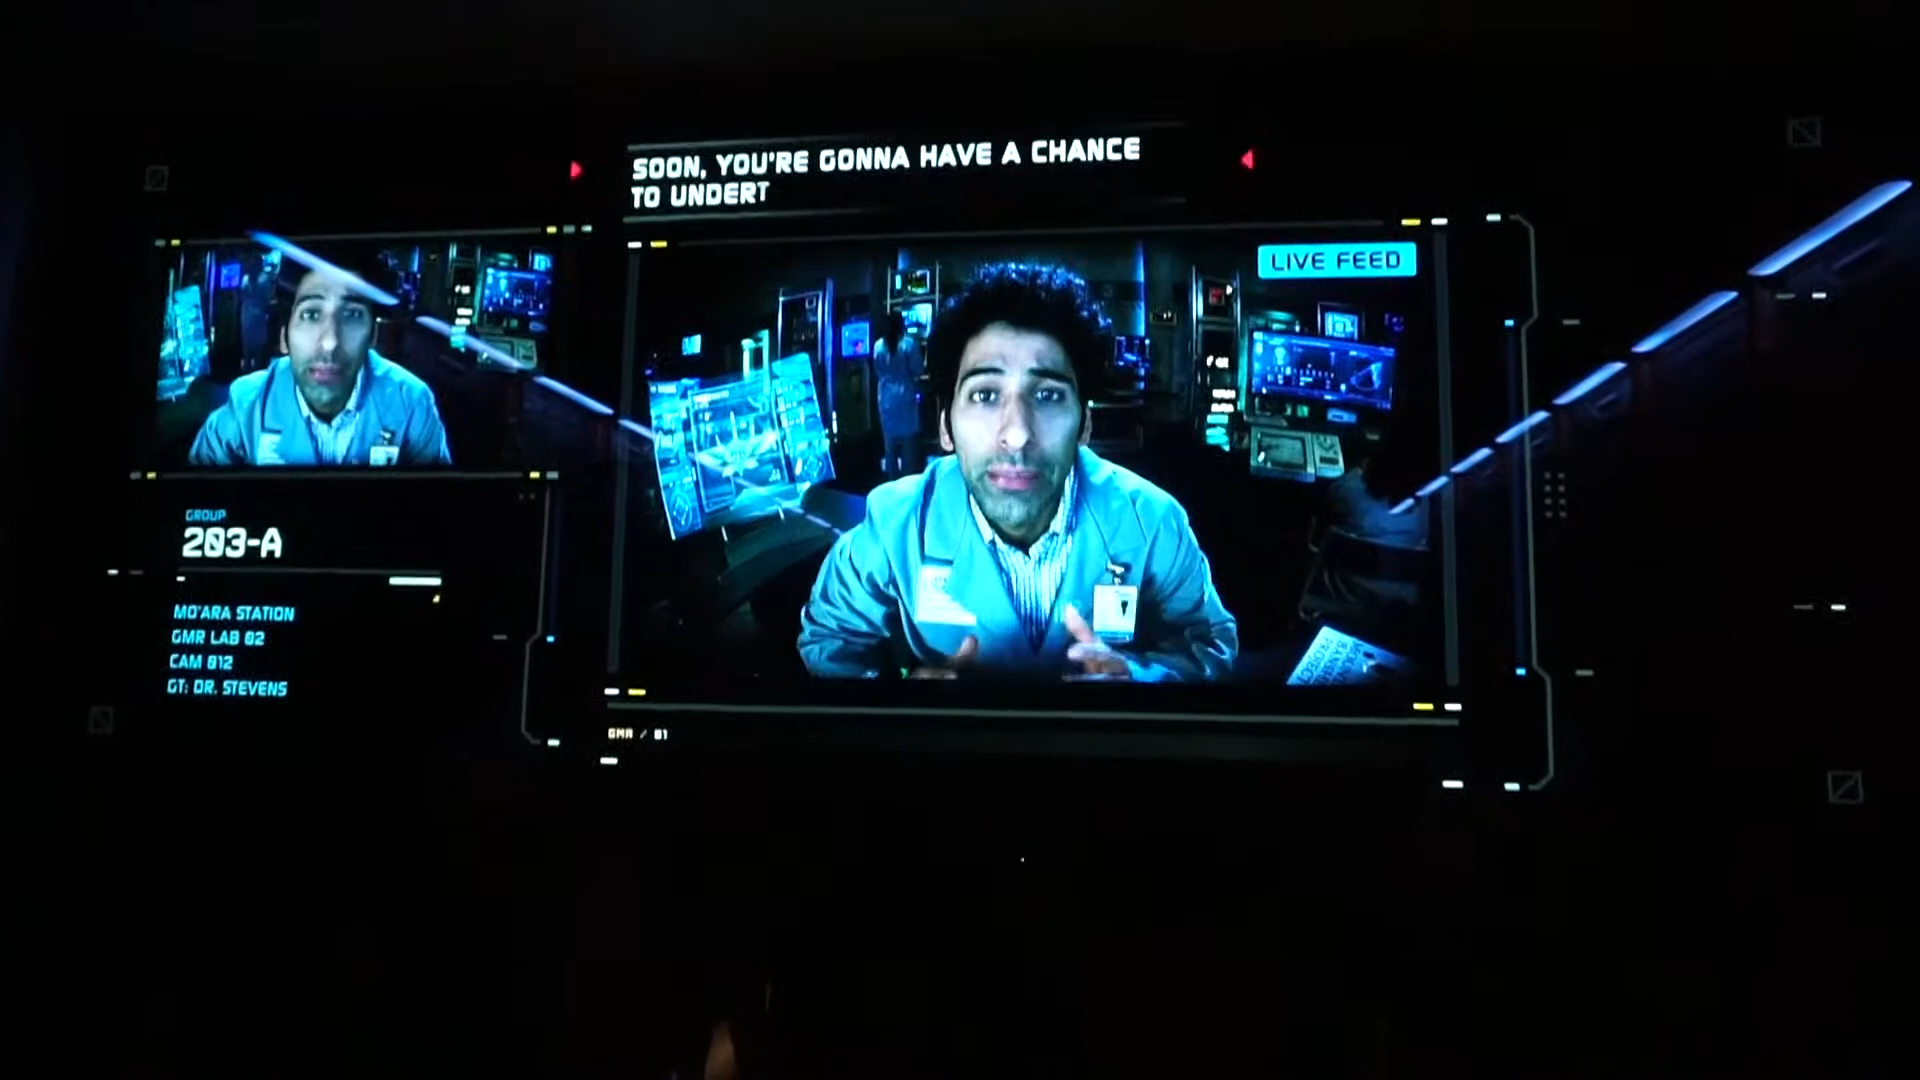 SOON, YOU'RE GONNA HAVE A CHANCE
TO UNDERT
LIVE FEED
GROUP
203-A
MO'ARA STATION
GMR LAB 02
CAM 012
GT: DR. STEVENS
GMR / 01